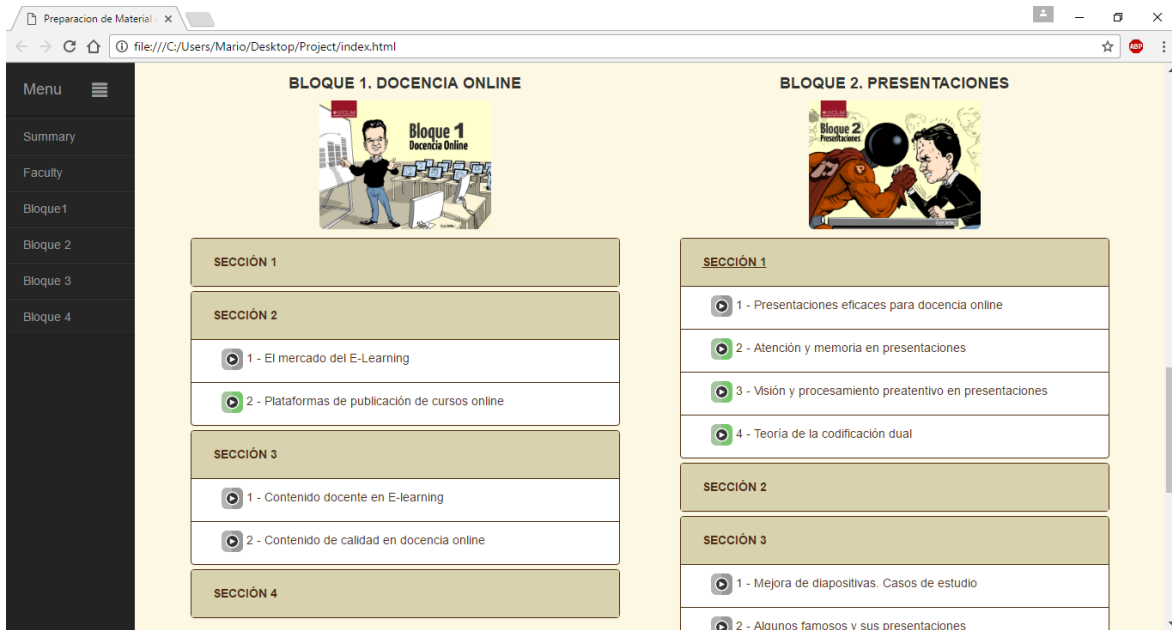 Preparacion de Material
file:///C:/Users/Mario/Desktop/Project/index.html
ABP
Menu
Summary
Faculty
Bloque1
Bloque 2
Bloque 3
Bloque 4
BLOQUE 1. DOCENCIA ONLINE
Bloque 1
Docencia Online
SECCIÓN 1
SECCIÓN 2
1 - El mercado del E-Learning
2 - Plataformas de publicación de cursos online
SECCIÓN 3
1 - Contenido docente en E-learning
2 - Contenido de calidad en docencia online
SECCIÓN 4
BLOQUE 2. PRESENTACIONES
Bloque 2
Presentaciones
P
SECCIÓN 1
1 - Presentaciones eficaces para docencia online
2 - Atención y memoria en presentaciones
3 - Visión y procesamiento preatentivo en presentaciones
4 - Teoría de la codificación dual
SECCIÓN 2
SECCIÓN 3
1 - Mejora de diapositivas. Casos de estudio
2 - Algunos famosos y sus presentaciones